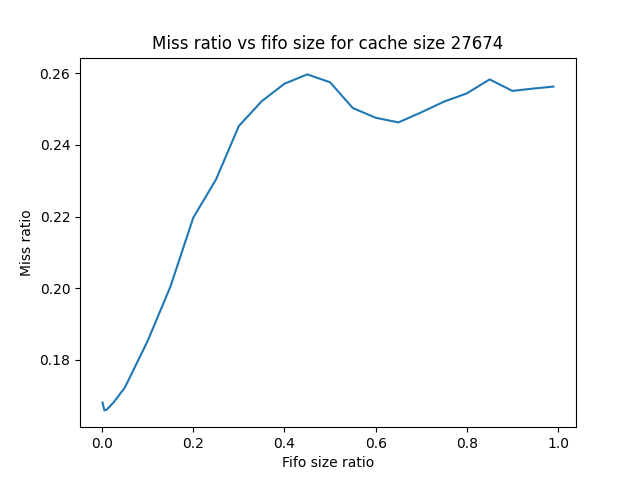 Miss ratio vs fifo size for cache size 27674
0.26
0.24
0.22
0.20
0.18
Miss ratio
0.0 0.2 0.4 0.6 0.8 1.0
Fifo size ratio